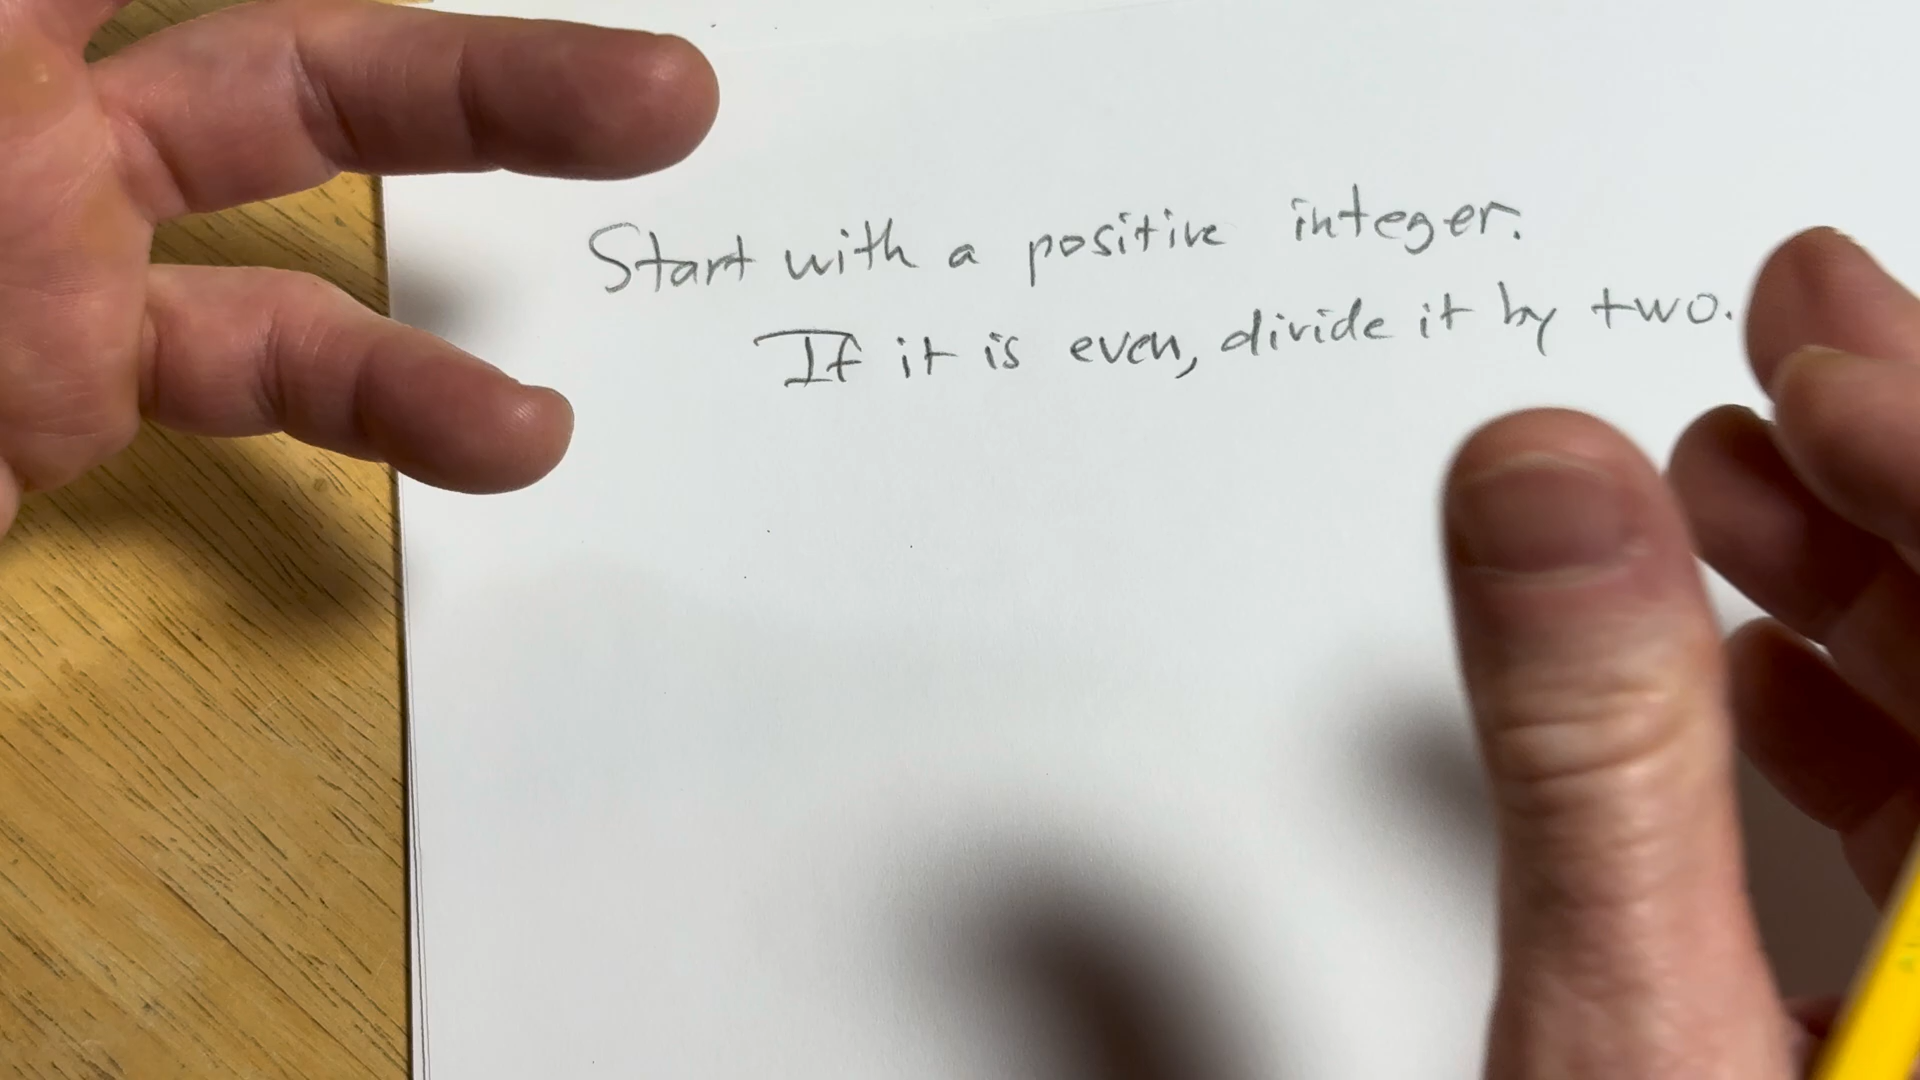 Start with a positive integer.
If it is even, divide it by two.